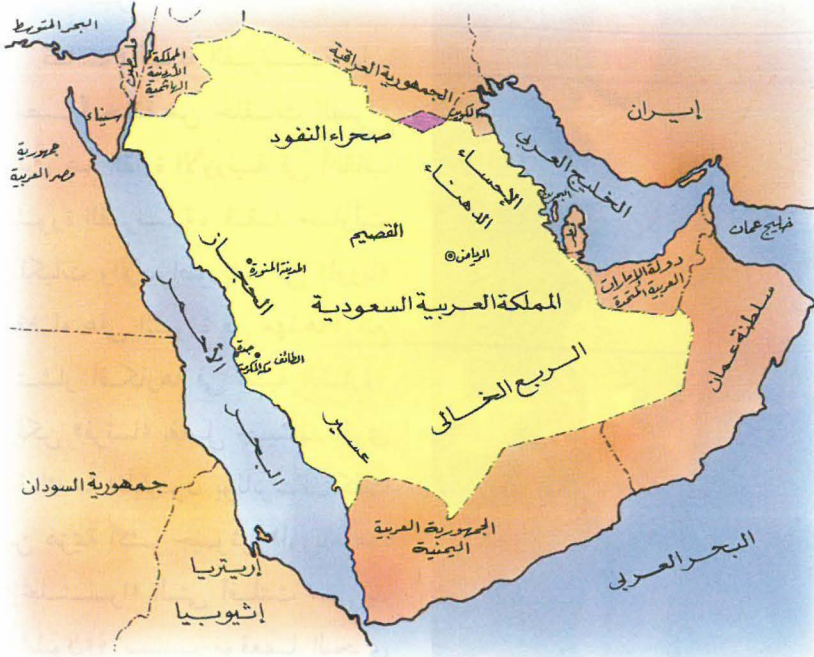 البحر المتوسط
فلسطين
المملكة
الأردنية
الهاشمية
الجمهورية العراقية
الكويت
إيران
سيناء
صحراء النفود
جمهورية
مصر العربية
الإحساء
الدهناء
الخليج العربي
البحرين
خليج عمان
القصيم
الرياض
الحجاز
المدينة المنورة
دولة الإمارات
العربية المتحدة
المملكة العربية السعودية
سلطنة عمان
البحر الأحمر
جدة
مكة المكرمة
الطائف
الربع الخالى
عسير
جمهورية السودان
الجمهورية العربية
اليمنية
البحر العربي
إريتريا
إثيوبيا